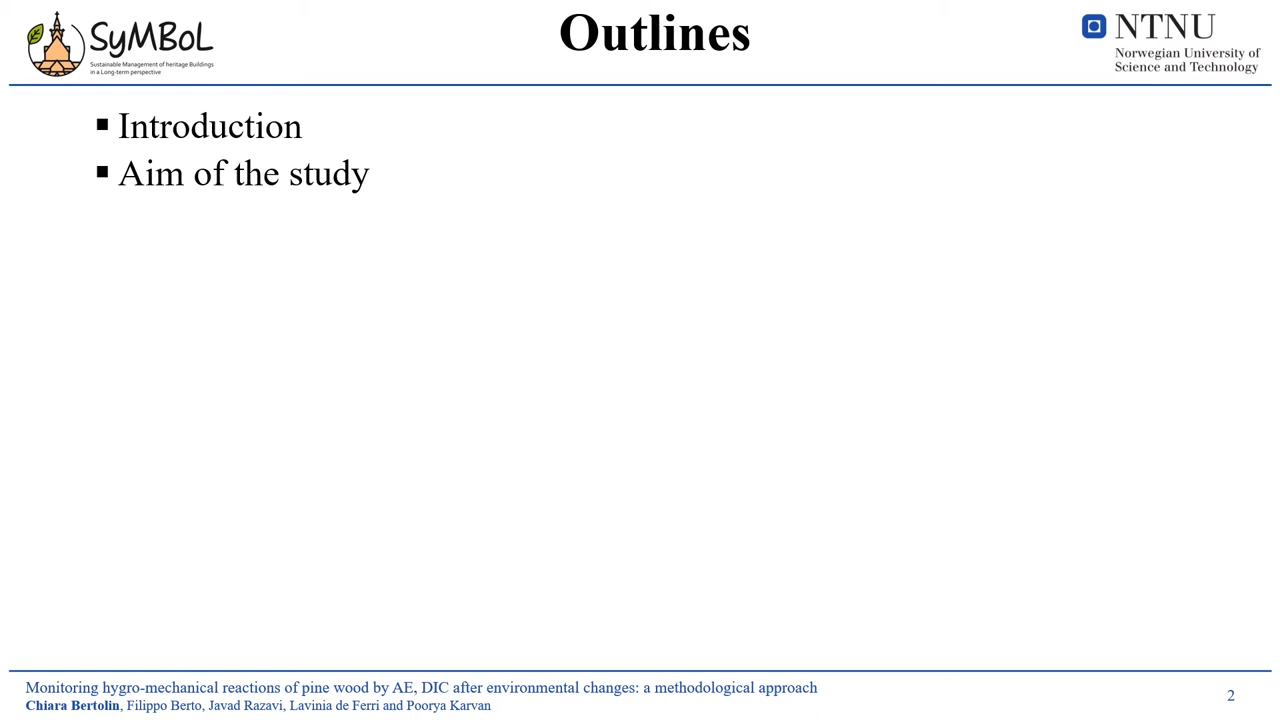 SyMBoL
Sustainable Management of heritage Buildings
in a Long-term perspective
Outlines
NTNU
Norwegian University of
Science and Technology
▪ Introduction
▪ Aim of the study
Monitoring hygro-mechanical reactions of pine wood by AE, DIC after environmental changes: a methodological approach
Chiara Bertolin, Filippo Berto, Javad Razavi, Lavinia de Ferri and Poorya Karvan
2